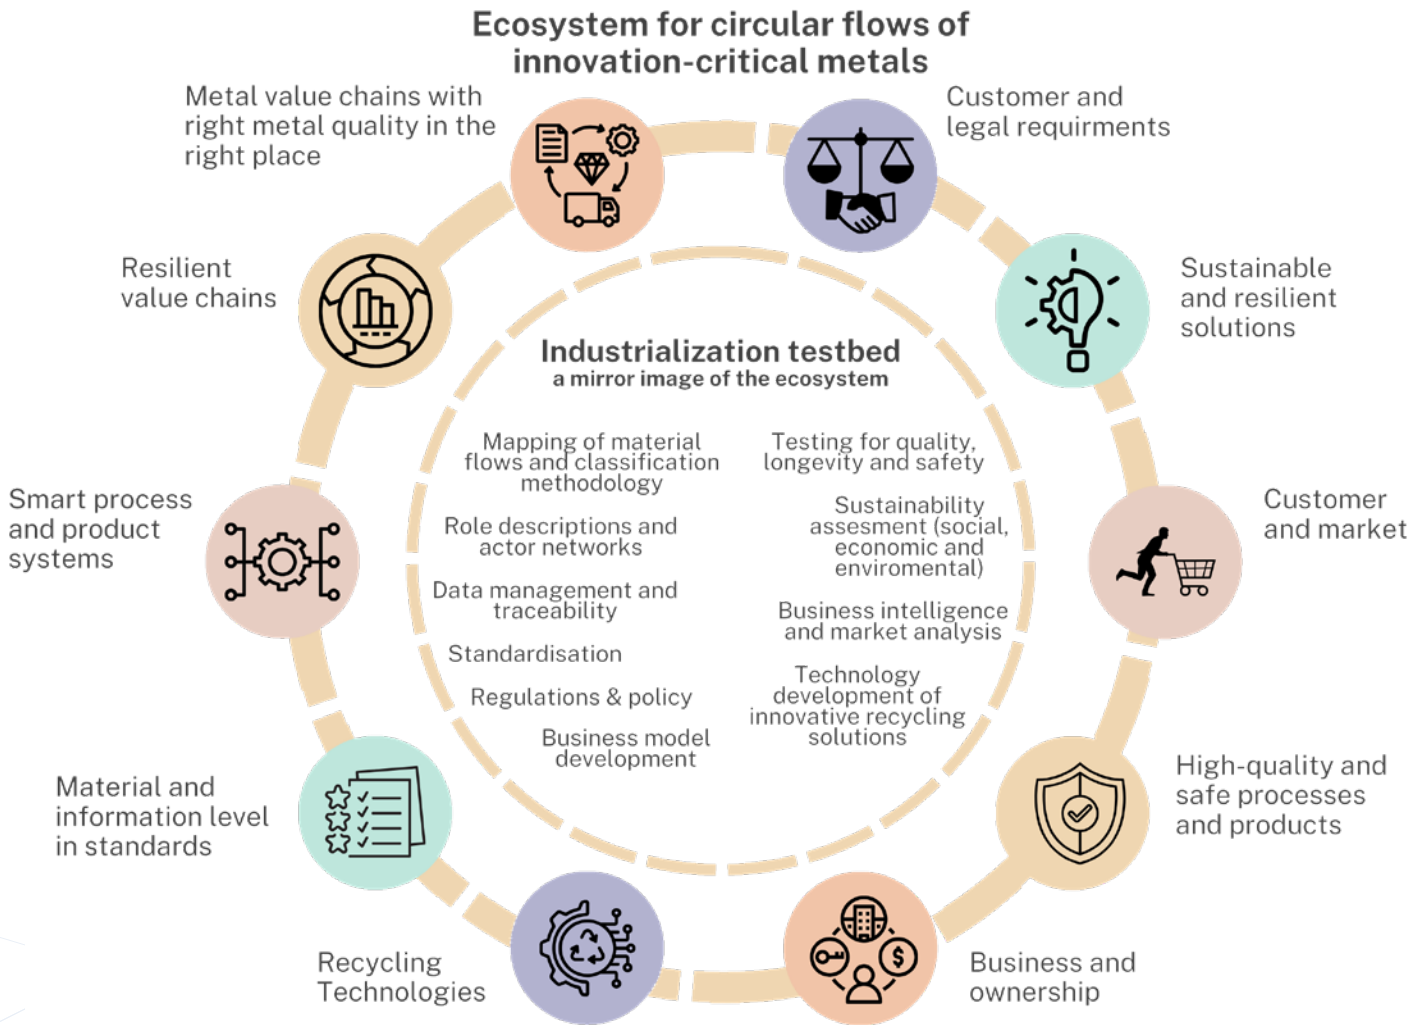 Ecosystem for circular flows of
innovation-critical metals
Metal value chains with
right metal quality in the
right place
Customer and
legal requirments
Resilient
value chains
Sustainable
and resilient
solutions
Smart process
and product
systems
Customer
and market
Material and
information level
in standards
High-quality and
safe processes
and products
Recycling
Technologies
Business and
ownership
$
Industrialization testbed
a mirror image of the ecosystem
Mapping of material
flows and classification
methodology
Role descriptions and
actor networks
Data management and
traceability
Standardisation
Regulations & policy
Business model
development
Testing for quality,
longevity and safety
Sustainability
assesment (social,
economic and
enviromental)
Business intelligence
and market analysis
Technology
development of
innovative recycling
solutions